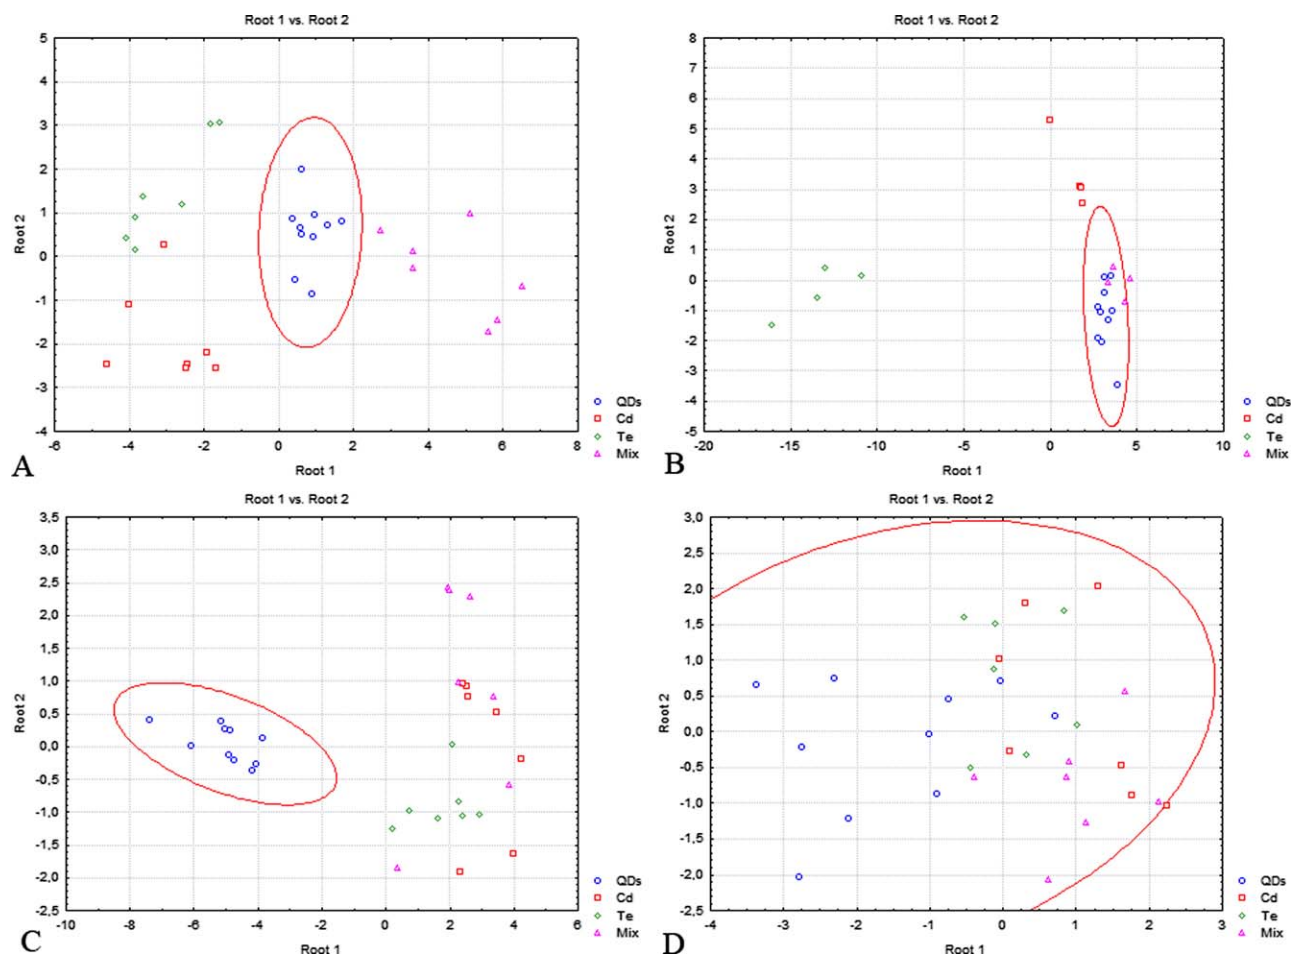 Root 1 vs. Root 2
5
4
3
2
1
0
-1
-2
-3
-4
-6
-4
-2
0
2
4
6
8
Root 2
Root 1
QDs
Cd
Te
Mix
A
Root 1 vs. Root 2
8
7
6
5
4
3
2
1
0
-1
-2
-3
-4
-5
-20
-15
-10
-5
0
5
10
Root 2
Root 1
QDs
Cd
Te
Mix
B
Root 1 vs. Root 2
3,5
3,0
2,5
2,0
1,5
1,0
0,5
0,0
-0,5
-1,0
-1,5
-2,0
-2,5
-10
-8
-6
-4
-2
0
2
4
6
Root 2
Root 1
QDs
Cd
Te
Mix
C
Root 1 vs. Root 2
3,0
2,5
2,0
1,5
1,0
0,5
0,0
-0,5
-1,0
-1,5
-2,0
-2,5
-4
-3
-2
-1
0
1
2
3
Root 2
Root 1
QDs
Cd
Te
Mix
D